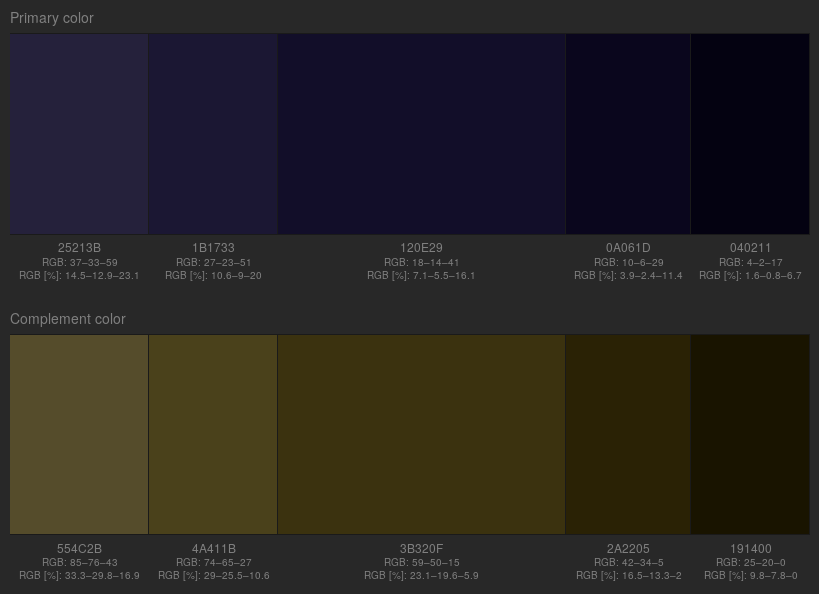 Primary color
25213B 1B1733 120E29 0A061D 040211
RGB: 37–33–59 RGB: 27–23–51 RGB: 18–14–41 RGB: 10–6–29 RGB: 4–2–17
RGB [%]: 14.5–12.9–23.1 RGB [%]: 10.6–9–20 RGB [%]: 7.1–5.5–16.1 RGB [%]: 3.9–2.4–11.4 RGB [%]: 1.6–0.8–6.7
Complement color
554C2B 4A411B 3B320F 2A2205 191400
RGB: 85–76–43 RGB: 74–65–27 RGB: 59–50–15 RGB: 42–34–5 RGB: 25–20–0
RGB [%]: 33.3–29.8–16.9 RGB [%]: 29–25.5–10.6 RGB [%]: 23.1–19.6–5.9 RGB [%]: 16.5–13.3–2 RGB [%]: 9.8–7.8–0